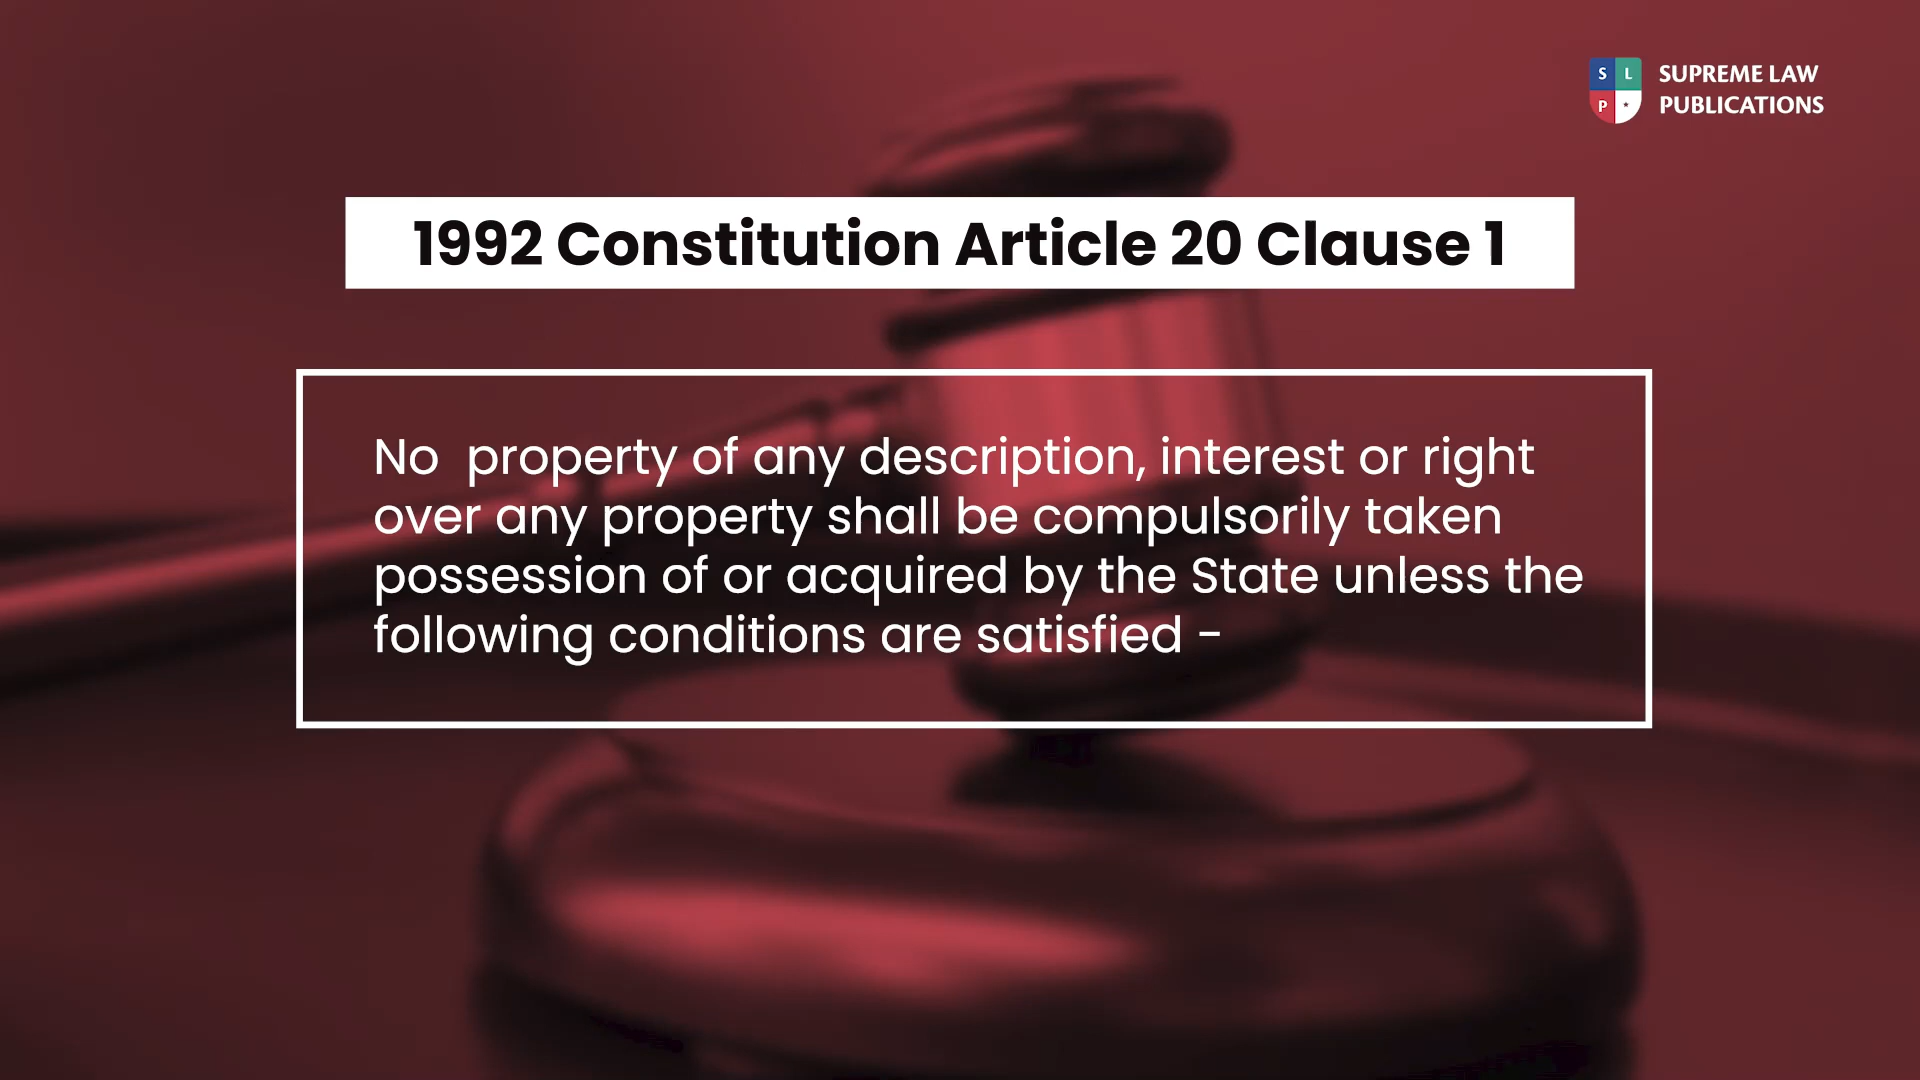 S L
P
SUPREME LAW
PUBLICATIONS
1992 Constitution Article 20 Clause 1
No  property of any description, interest or right
over any property shall be compulsorily taken
possession of or acquired by the State unless the
following conditions are satisfied -